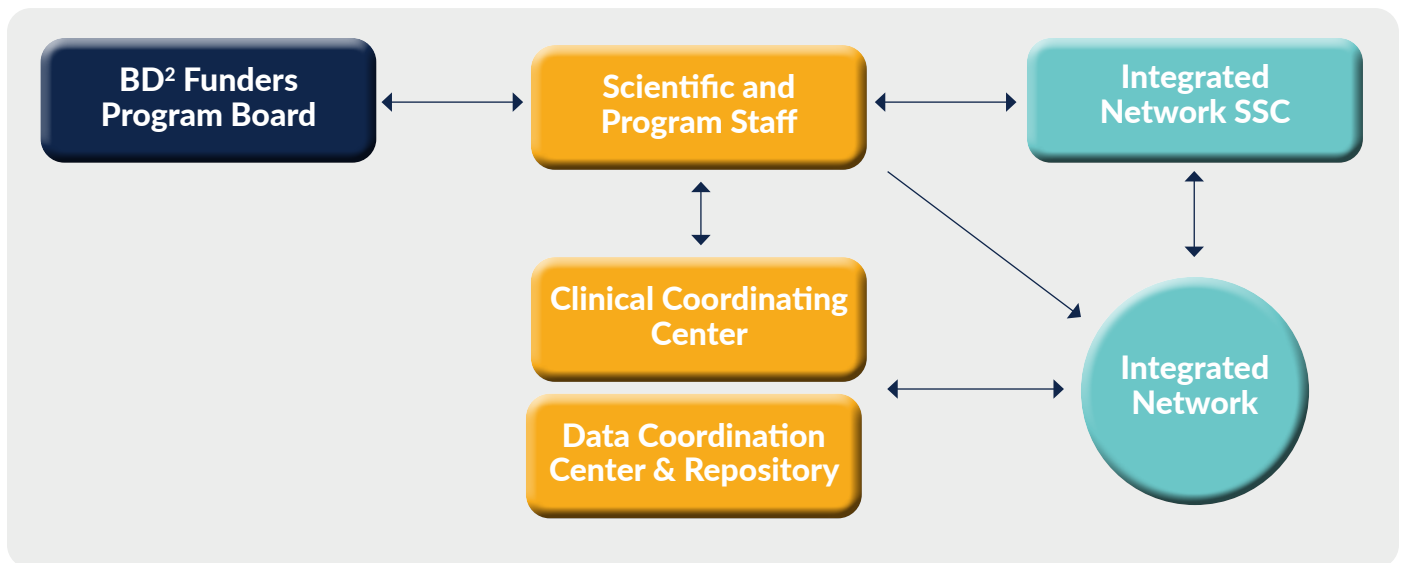 BD² Funders
Program Board
Scientific and
Program Staff
Integrated
Network SSC
Clinical Coordinating
Center
Data Coordination
Center & Repository
Integrated
Network